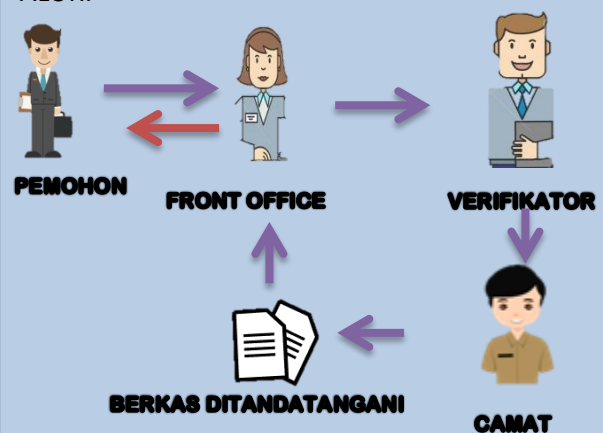 PEMOHON
FRONT OFFICE
VERIFIKATOR
BERKAS DITANDATANGANI
CAMAT